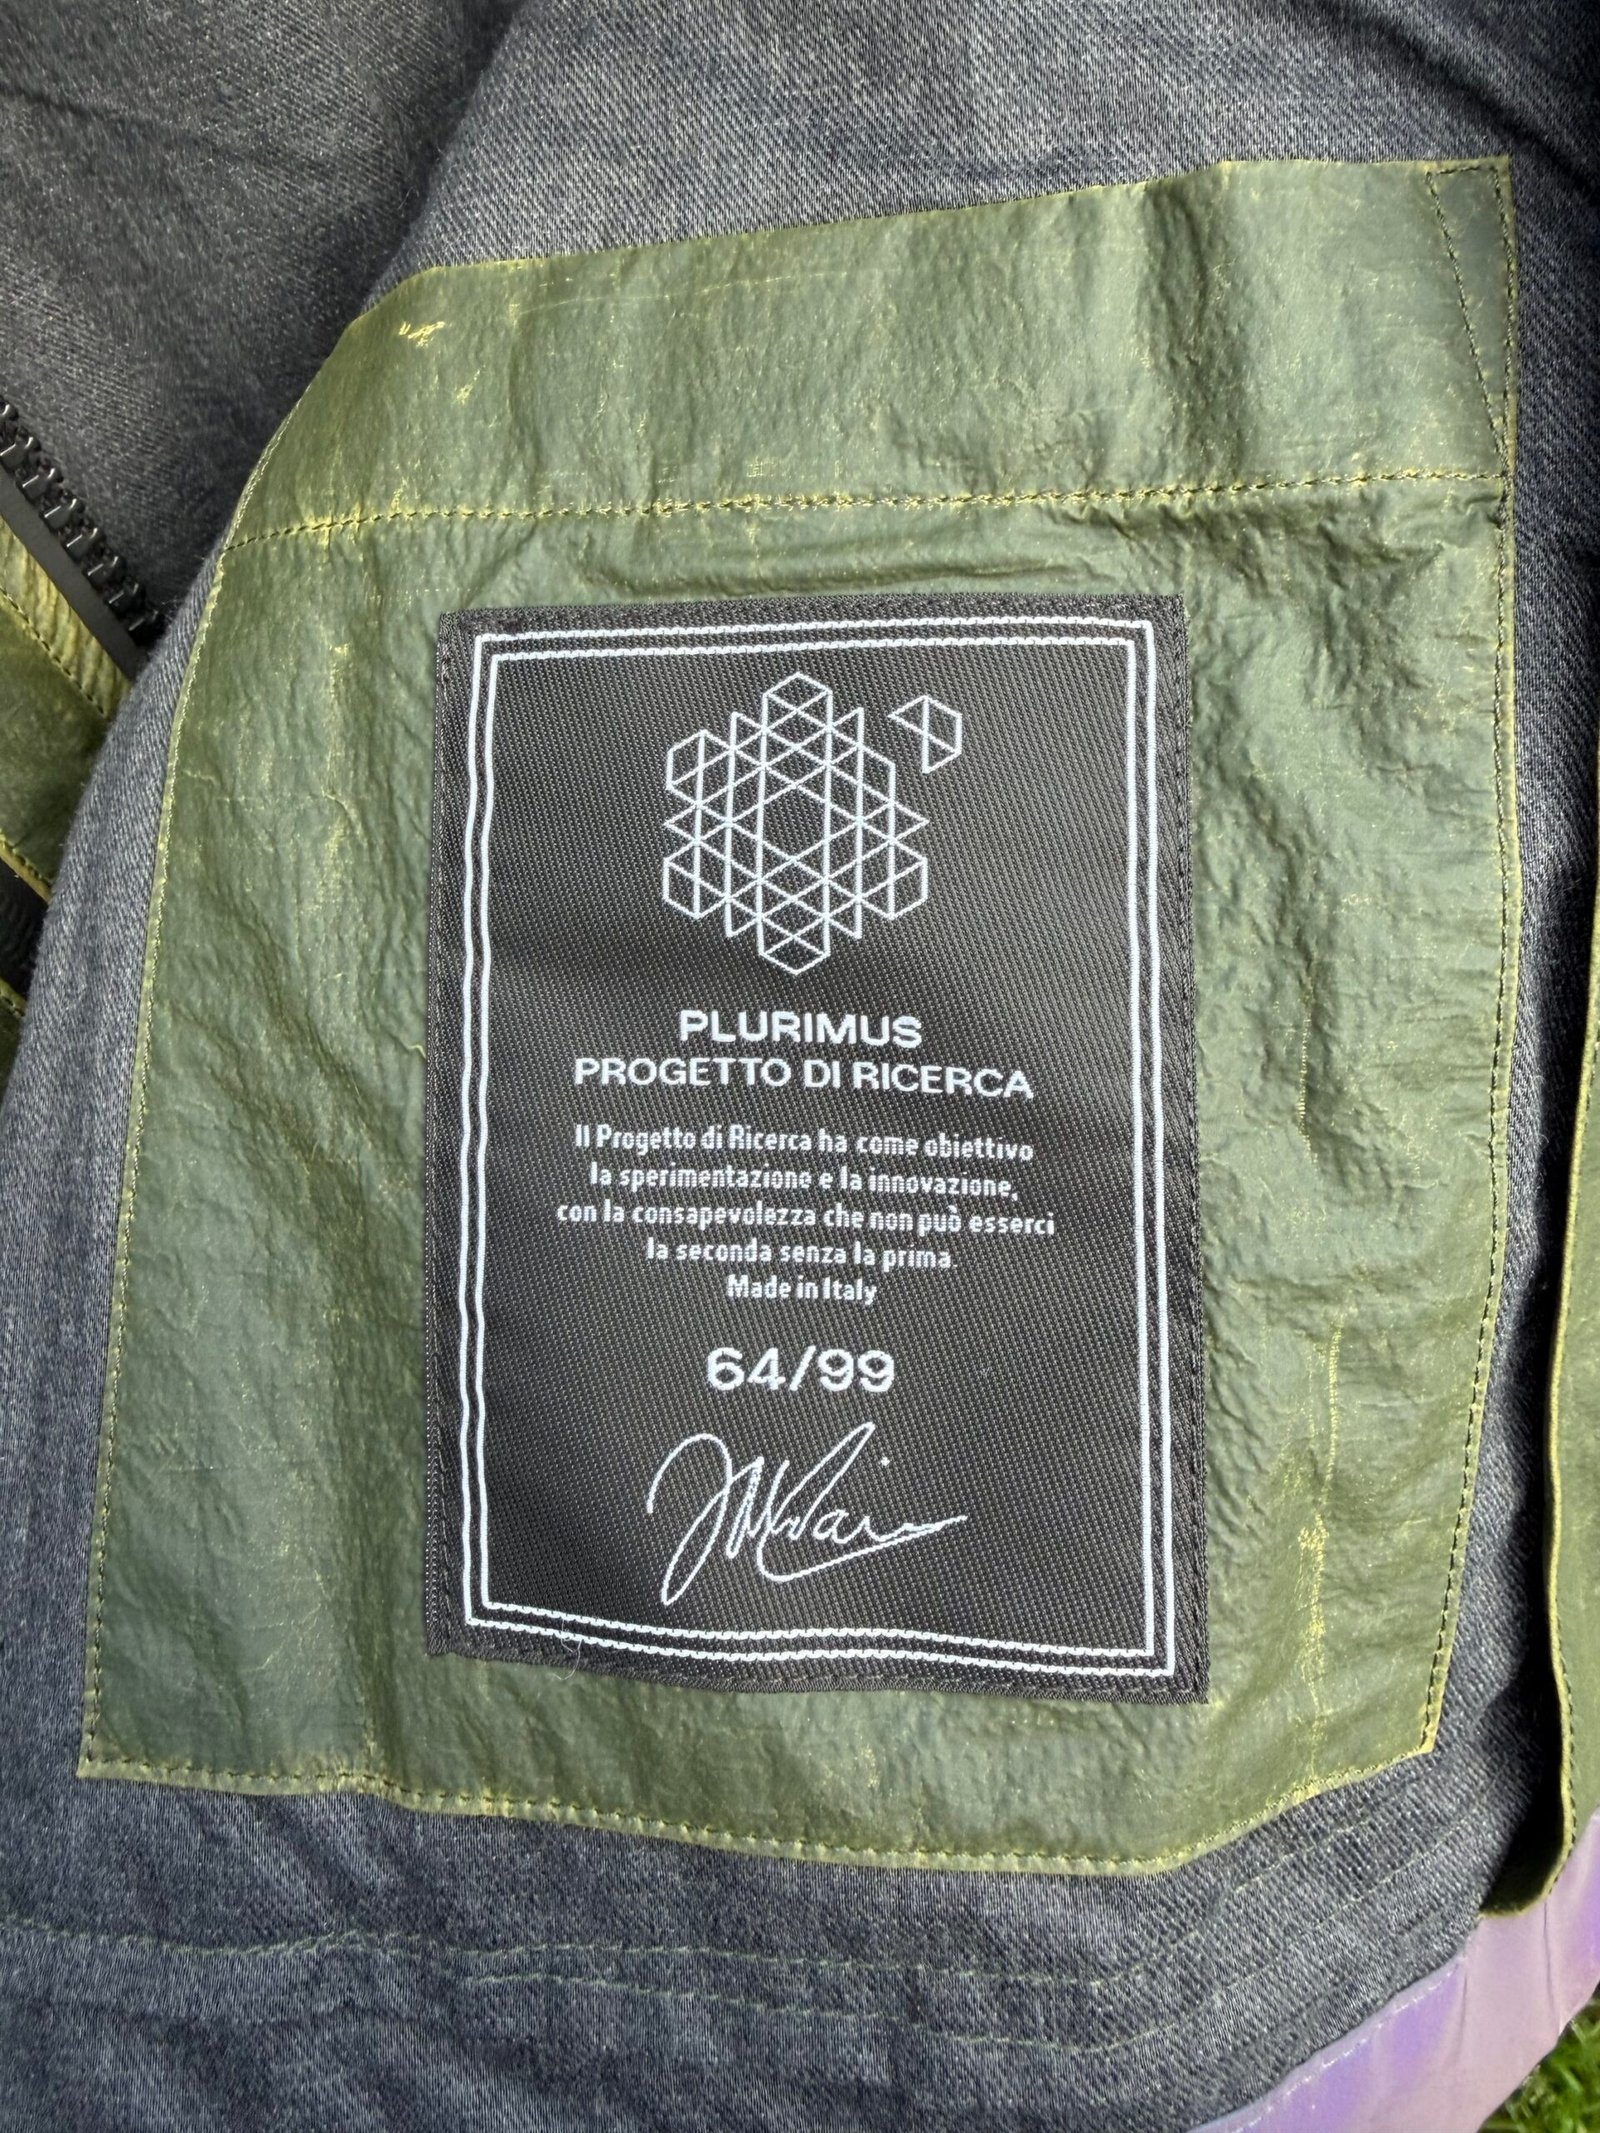 PLURIMUS
PROGETTO DI RICERCA
Il Progetto di Ricerca ha come obiettivo
la sperimentazione e la innovazione,
con la consapevolezza che non può esserci
la seconda senza la prima.
Made in Italy
64/99